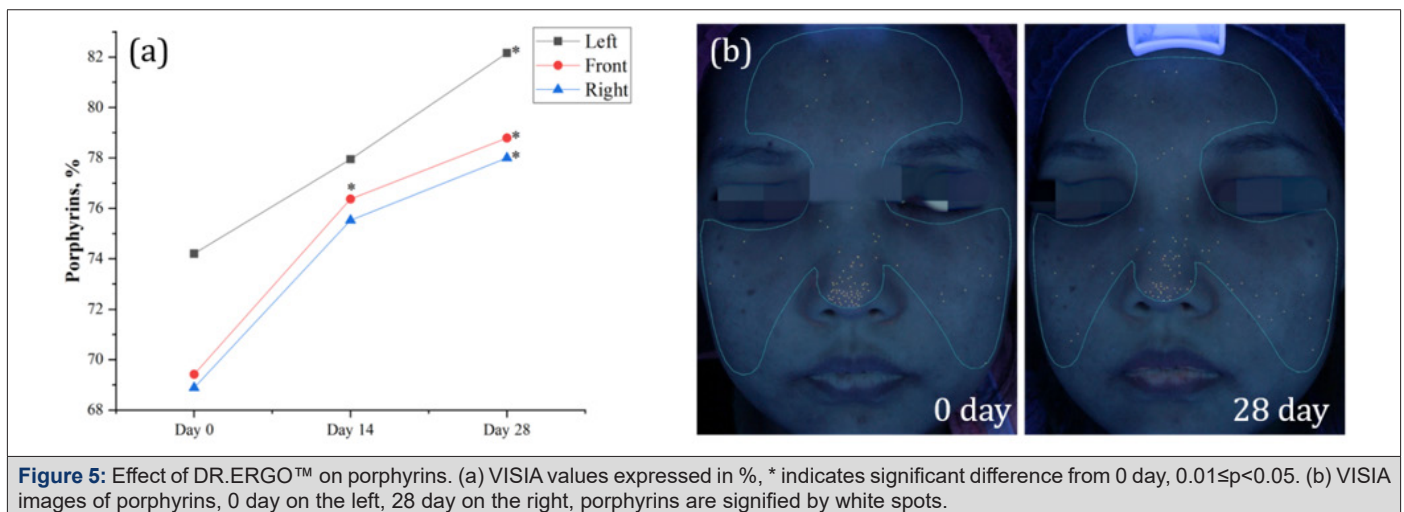 (a)
Left
Front
Right
Porphyrins, %
82
80
78
76
74
72
70
68
*
*
*
*
Day 0
Day 14
Day 28
(b)
0 day
28 day
Figure 5: Effect of DR.ERGO™ on porphyrins. (a) VISIA values expressed in %, * indicates significant difference from 0 day, 0.01≤p<0.05. (b) VISIA
images of porphyrins, 0 day on the left, 28 day on the right, porphyrins are signified by white spots.